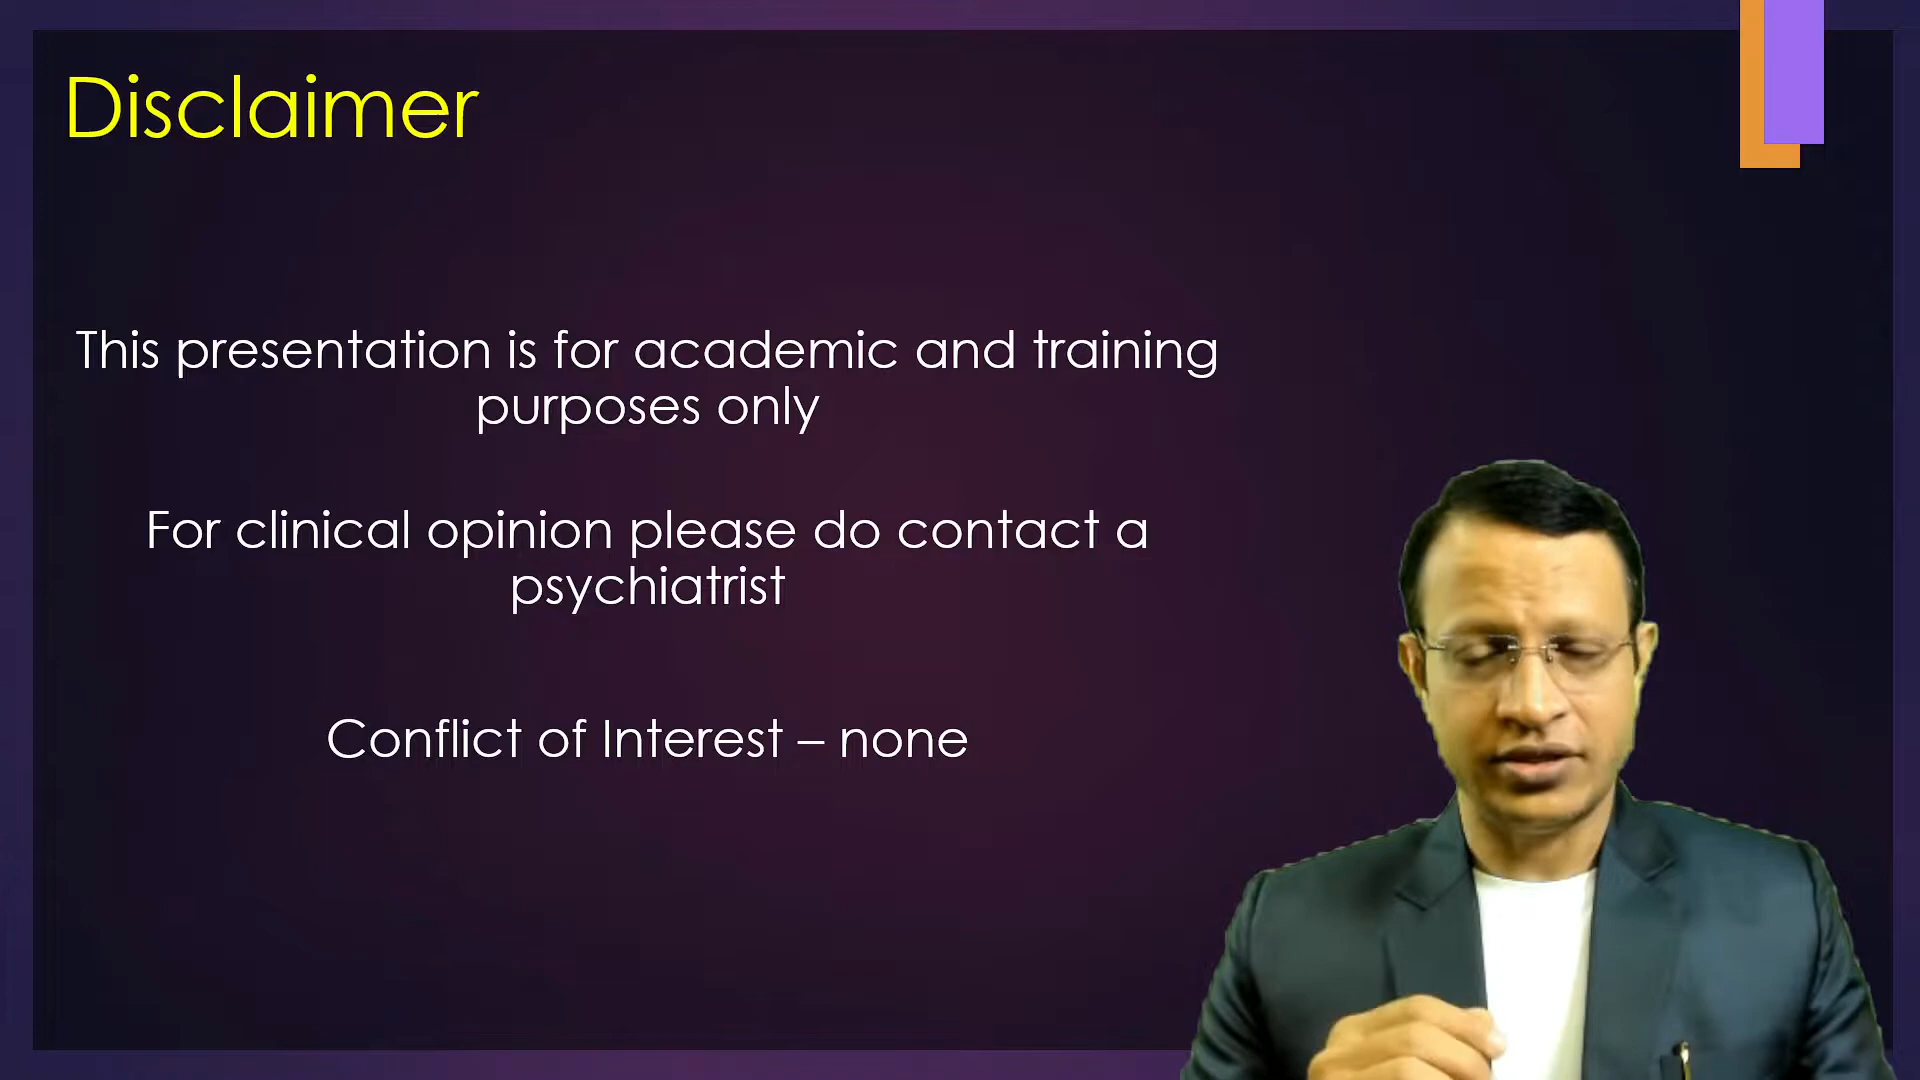 Disclaimer
This presentation is for academic and training
purposes only
For clinical opinion please do contact a
psychiatrist
Conflict of Interest – none